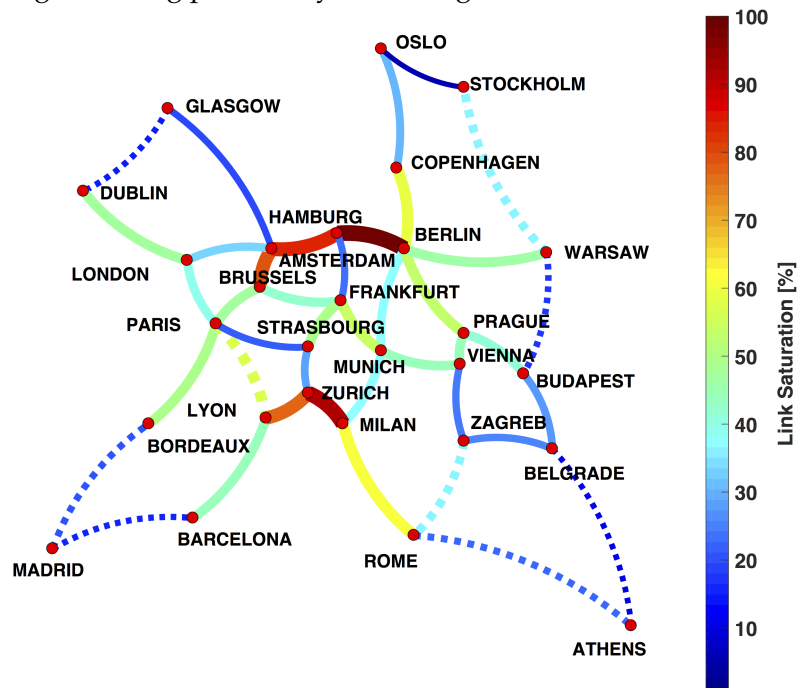 OSLO
STOCKHOLM
GLASGOW
COPENHAGEN
DUBLIN
HAMBURG
BERLIN
WARSAW
AMSTERDAM
LONDON
BRUSSELS
FRANKFURT
PARIS
STRASBOURG
PRAGUE
VIENNA
MUNICH
BUDAPEST
ZURICH
LYON
MILAN
ZAGREB
BORDEAUX
BELGRADE
BARCELONA
ROME
MADRID
ATHENS
100
90
80
70
60
50
40
30
20
10
Link Saturation [%]